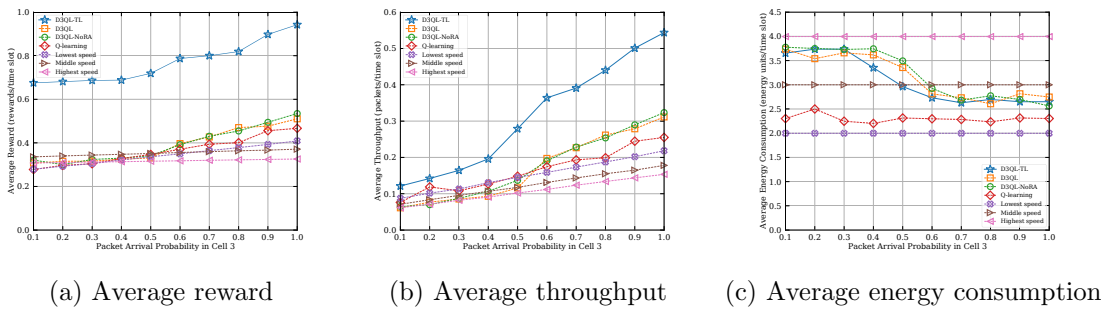 Average Reward (rewards/time slot)
1.0
0.8
0.6
0.4
0.2
0.0
D3QL-TL
D3QL
D3QL-NoRA
Q-learning
Lowest speed
Middle speed
Highest speed
0.1 0.2 0.3 0.4 0.5 0.6 0.7 0.8 0.9 1.0
Packet Arrival Probability in Cell 3
(a) Average reward
Average Throughput (packets/time slot)
0.6
0.5
0.4
0.3
0.2
0.1
0.0
D3QL-TL
D3QL
D3QL-NoRA
Q-learning
Lowest speed
Middle speed
Highest speed
0.1 0.2 0.3 0.4 0.5 0.6 0.7 0.8 0.9 1.0
Packet Arrival Probability in Cell 3
(b) Average throughput
Average Energy Consumption (energy units/time slot)
4.5
4.0
3.5
3.0
2.5
2.0
1.5
1.0
0.5
0.0
D3QL-TL
D3QL
D3QL-NoRA
Q-learning
Lowest speed
Middle speed
Highest speed
0.1 0.2 0.3 0.4 0.5 0.6 0.7 0.8 0.9 1.0
Packet Arrival Probability in Cell 3
(c) Average energy consumption